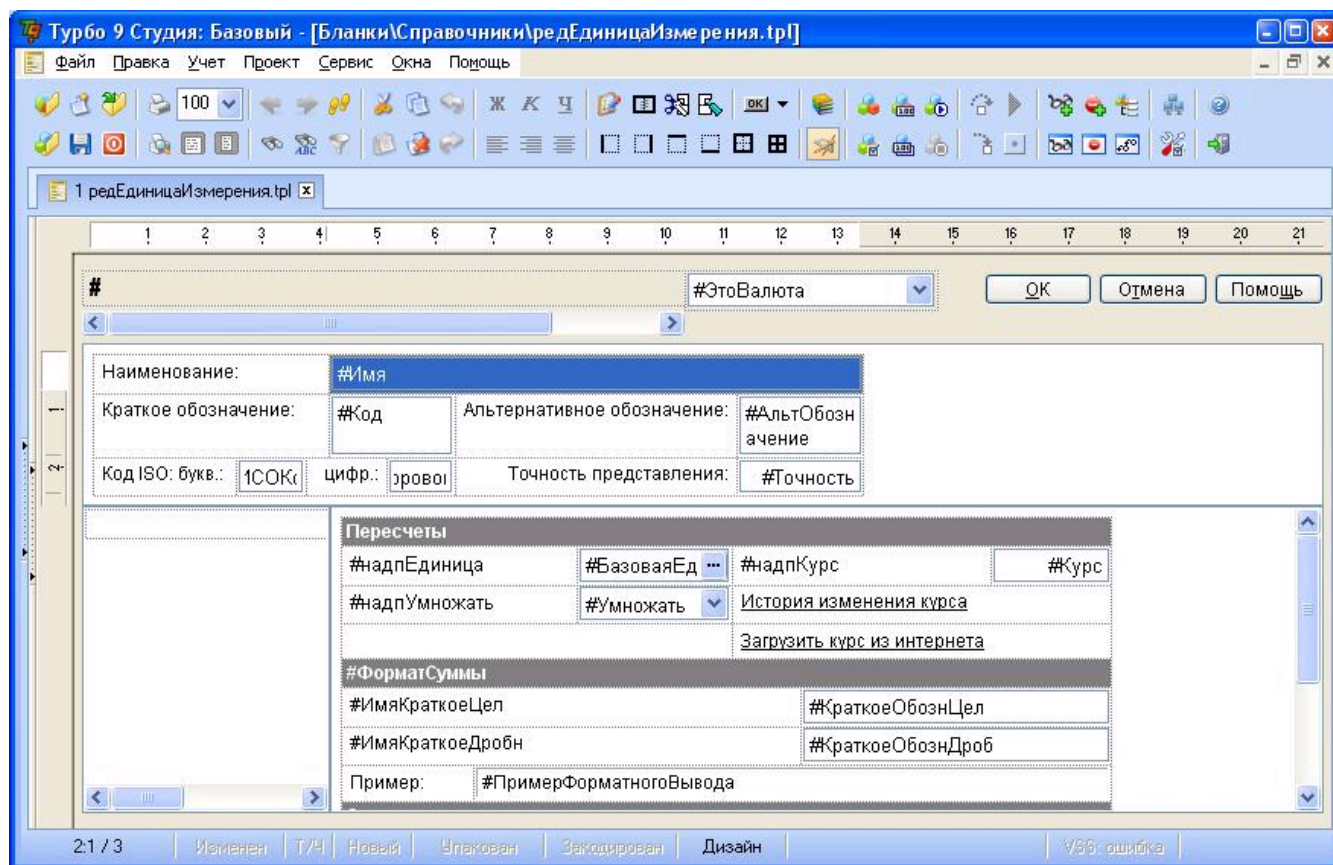 Турбо 9 Студия: Базовый - [Бланки\Справочники\редЕдиницаИзмерения.tpl]
Файл Правка Учет Проект Сервис Окна Помощь
100 Ж К Ч OK
ABC
1 редЕдиницаИзмерения.tpl
1 2 3 4 5 6 7 8 9 10 11 12 13 14 15 16 17 18 19 20 21
# #ЭтоВалюта OK Отмена Помощь
Наименование: #Имя
Краткое обозначение: #Код Альтернативное обозначение: #АльтОбозн
ачение
Код ISO: букв.: цифр.: Точность представления: #Точность
Пересчеты
#надпЕдиница #БазоваяЕд ... #надпКурс #Курс
#надпУмножать #Умножать История изменения курса
Загрузить курс из интернета
#ФорматСуммы
#ИмяКраткоеЦел #КраткоеОбознЦел
#ИмяКраткоеДробн #КраткоеОбознДроб
Пример: #ПримерФорматногоВывода
2:1 / 3 Изменен Т/Ч Новый Упакован Закодирован Дизайн VSS: ошибка